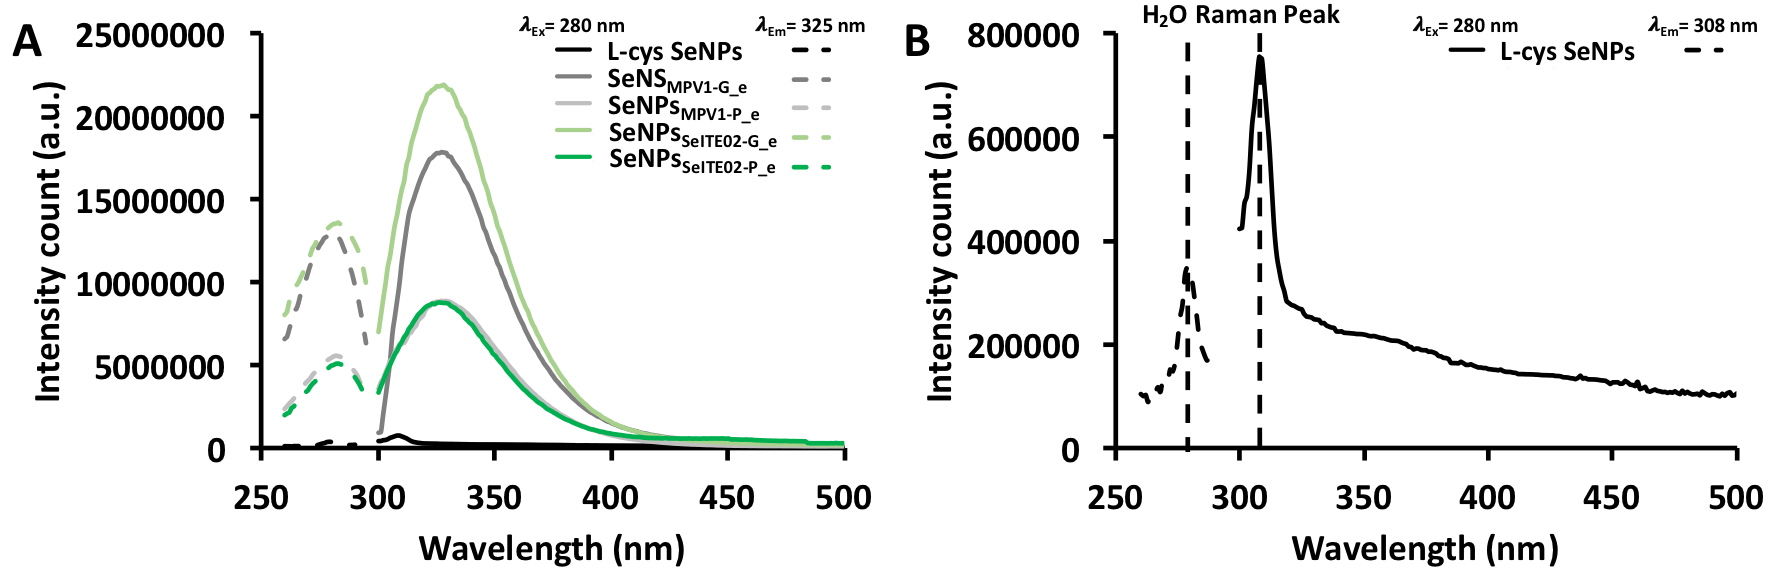 A
λEx= 280 nm λEm= 325 nm
L-cys SeNPs
SeNSMPV1-G_e
SeNPsMPV1-P_e
SeNPsSeITE02-G_e
SeNPsSeITE02-P_e
Intensity count (a.u.)
25000000
20000000
15000000
10000000
5000000
0
250 300 350 400 450 500
Wavelength (nm)
B
H2O Raman Peak
λEx= 280 nm λEm= 308 nm
L-cys SeNPs
Intensity count (a.u.)
800000
600000
400000
200000
0
250 300 350 400 450 500
Wavelength (nm)